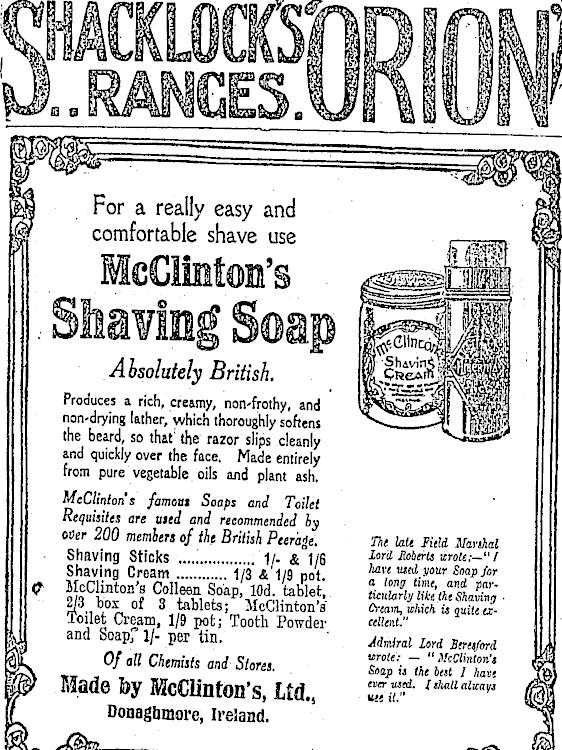 SHACKLOCK'S "ORION"
.. RANGES.
For a really easy and
comfortable shave use
McClinton's
Shaving Soap
Absolutely British.
Produces a rich, creamy, non-frothy, and
non-drying lather, which thoroughly softens
the beard, so that the razor slips cleanly
and quickly over the face. Made entirely
from pure vegetable oils and plant ash.
McClinton's famous Soaps and Toilet
Requisites are used and recommended by
over 200 members of the British Peerage.
Shaving Sticks .................. 1/- & 1/6
Shaving Cream ............ 1/3 & 1/9 pot.
McClinton's Colleen Soap, 10d. tablet,
2/3 box of 3 tablets; McClinton's
Toilet Cream, 1/9 pot; Tooth Powder
and Soap, 1/- per tin.
Of all Chemists and Stores.
Made by McClinton's, Ltd.,
Donaghmore, Ireland.
McClinton's
Shaving
Cream
The late Field Marshal
Lord Roberts wrote:—"I
have used your Soap for
a long time, and par-
ticularly like the Shaving
Cream, which is quite ex-
cellent."
Admiral Lord Beresford
wrote: — "McClinton's
Soap is the best I have
ever used. I shall always
use it."